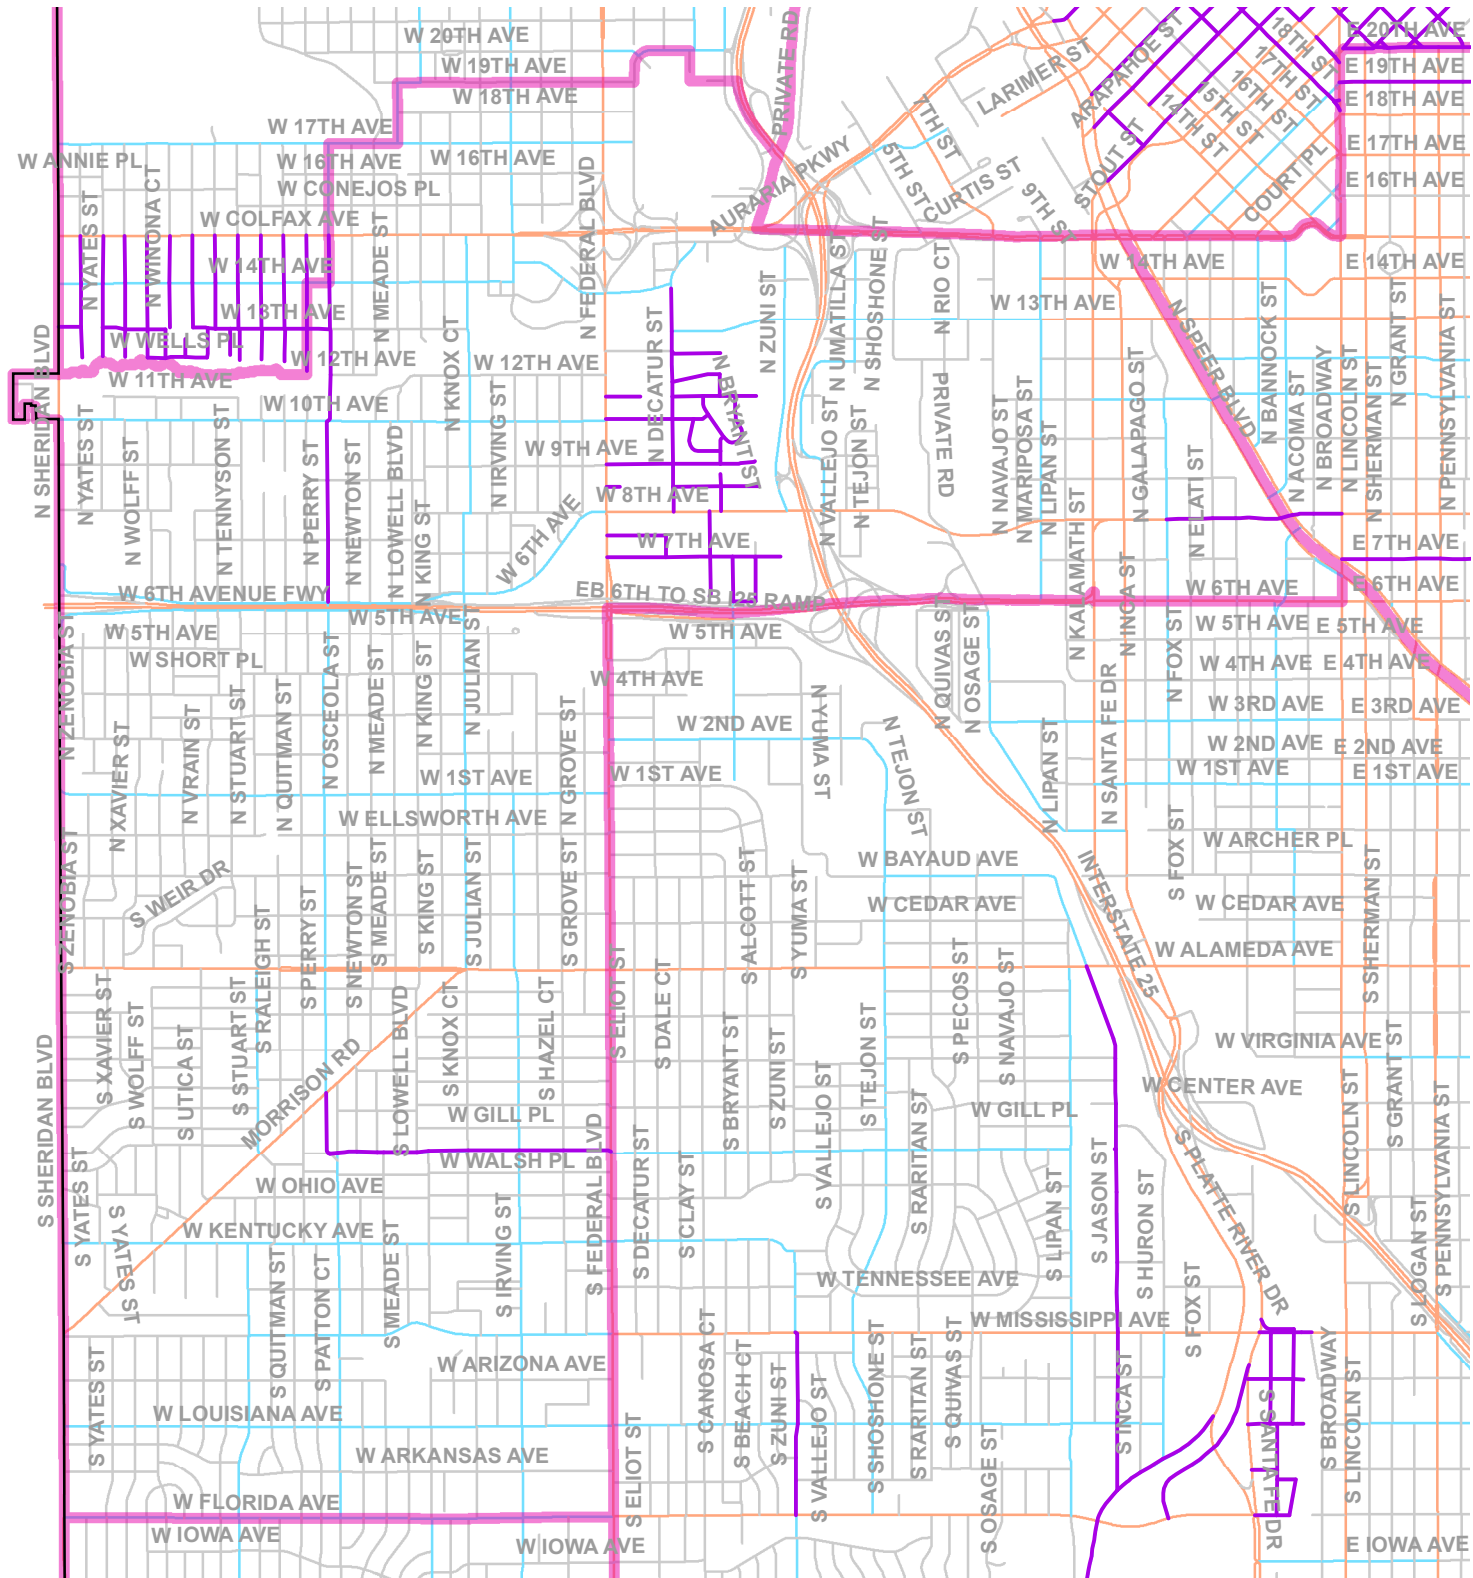 W 20TH AVE
W 19TH AVE
W 18TH AVE
W 17TH AVE
W 16TH AVE
W 16TH AVE
W ANNIE PL
W CONEJOS PL
W COLFAX AVE
N YATES ST
N WINONA CT
W 14TH AVE
W 13TH AVE
N MEADE ST
W WELLS PL
W 12TH AVE
W 11TH AVE
W 10TH AVE
N SHERIDAN BLVD
N KNOX CT
W 12TH AVE
N FEDERAL BLVD
PRIVATE RD
AURARIA PKWY
7TH ST
5TH ST
CURTIS ST
9TH ST
LARIMER ST
ARAPAHOE ST
STOUT ST
18TH ST
17TH ST
16TH ST
15TH ST
14TH ST
COURT PL
E 20TH AVE
E 19TH AVE
E 18TH AVE
E 17TH AVE
E 16TH AVE
E 14TH AVE
W 14TH AVE
W 13TH AVE
N DECATUR ST
N ZUNI ST
N UMATILLA ST
N SHOSHONE ST
N RIO CT
N SPEER BLVD
N BANNOCK ST
N GRANT ST
N PENNSYLVANIA ST
N YATES ST
N WOLFF ST
N TENNYSON ST
N PERRY ST
N NEWTON ST
N LOWELL BLVD
N KING ST
N IRVING ST
W 9TH AVE
W 8TH AVE
W 7TH AVE
W 6TH AVE
N BRYANT ST
N VALLEJO ST
N TEJON ST
PRIVATE RD
N NAVAJO ST
N MARIPOSA ST
N LIPAN ST
N KALAMATH ST
N GALAPAGO ST
N INCA ST
N ELATI ST
N ACOMA ST
N BROADWAY
N LINCOLN ST
N SHERMAN ST
E 7TH AVE
E 6TH AVE
W 6TH AVE
W 6TH AVENUE FWY
EB 6TH TO SB I25 RAMP
W 5TH AVE
W 5TH AVE
W SHORT PL
W 5TH AVE
W 5TH AVE
E 5TH AVE
W 4TH AVE
W 4TH AVE
E 4TH AVE
W 3RD AVE
E 3RD AVE
W 2ND AVE
W 2ND AVE
E 2ND AVE
W 1ST AVE
W 1ST AVE
W 1ST AVE
E 1ST AVE
N ZENOBIA ST
N XAVIER ST
N VRAIN ST
N STUART ST
N QUITMAN ST
N OSCEOLA ST
N MEADE ST
N KING ST
N JULIAN ST
N GROVE ST
N YUMA ST
N TEJON ST
N QUIVAS ST
N OSAGE ST
N LIPAN ST
N SANTA FE DR
N FOX ST
W ELLSWORTH AVE
W BAYAUD AVE
W ARCHER PL
W CEDAR AVE
W CEDAR AVE
W ALAMEDA AVE
INTERSTATE 25
S FOX ST
S SHERMAN ST
S ZENOBIA ST
S WEIR DR
S RALEIGH ST
S PERRY ST
S NEWTON ST
S MEADE ST
S KING ST
S JULIAN ST
S GROVE ST
S ELIOT ST
S DALE CT
S ALCOTT ST
S YUMA ST
S PECOS ST
S NAVAJO ST
S SHERIDAN BLVD
S XAVIER ST
S WOLFF ST
S UTICA ST
S STUART ST
MORRISON RD
S LOWELL BLVD
S KNOX CT
S HAZEL CT
W GILL PL
W WALSH PL
S BRYANT ST
S ZUNI ST
S VALLEJO ST
S TEJON ST
S RARITAN ST
W GILL PL
W VIRGINIA AVE
W CENTER AVE
S PLATTE RIVER DR
S LINCOLN ST
S GRANT ST
S PENNSYLVANIA ST
S LOGAN ST
S YATES ST
S YATES ST
W OHIO AVE
W KENTUCKY AVE
S QUITMAN ST
S PATTON CT
S MEADE ST
S IRVING ST
S FEDERAL BLVD
S DECATUR ST
S CLAY ST
W TENNESSEE AVE
S LIPAN ST
S JASON ST
S HURON ST
S FOX ST
W MISSISSIPPI AVE
S YATES ST
W ARIZONA AVE
W LOUISIANA AVE
W ARKANSAS AVE
W FLORIDA AVE
W IOWA AVE
W IOWA AVE
S ELIOT ST
S CANOSA CT
S BEACH CT
S ZUNI ST
S VALLEJO ST
S SHOSHONE ST
S RARITAN ST
S QUIVAS ST
S OSAGE ST
S INCA ST
S SANTA FE DR
S BROADWAY
S LINCOLN ST
E IOWA AVE